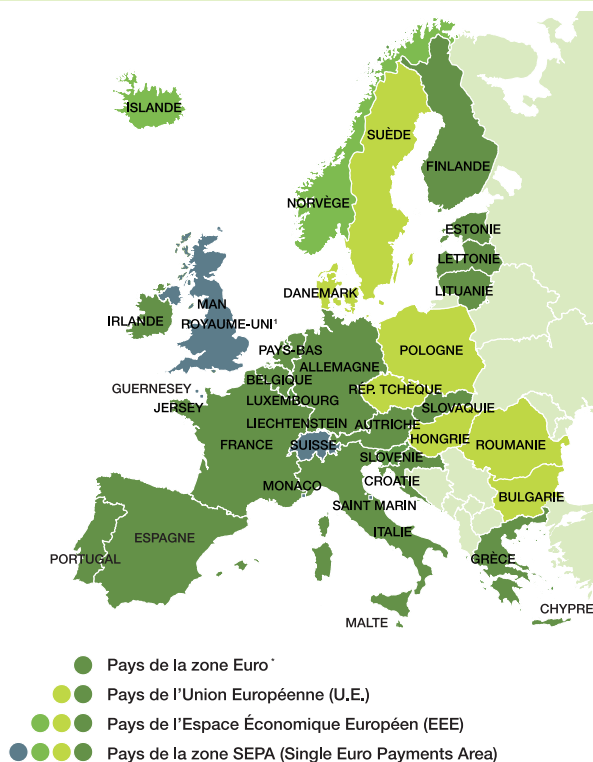 ISLANDE
SUÈDE
FINLANDE
NORVÈGE
ESTONIE
LETTONIE
LITUANIE
DANEMARK
MAN
IRLANDE
ROYAUME-UNI¹
PAYS-BAS
POLOGNE
ALLEMAGNE
BELGIQUE
GUERNESEY
RÉP. TCHÈQUE
LUXEMBOURG
JERSEY
SLOVAQUIE
LIECHTENSTEIN
AUTRICHE
FRANCE
SUISSE
HONGRIE
ROUMANIE
SLOVENIE
CROATIE
MONACO
BULGARIE
SAINT MARIN
ITALIE
ESPAGNE
PORTUGAL
GRÈCE
CHYPRE
MALTE
Pays de la zone Euro*
Pays de l'Union Européenne (U.E.)
Pays de l'Espace Économique Européen (EEE)
Pays de la zone SEPA (Single Euro Payments Area)